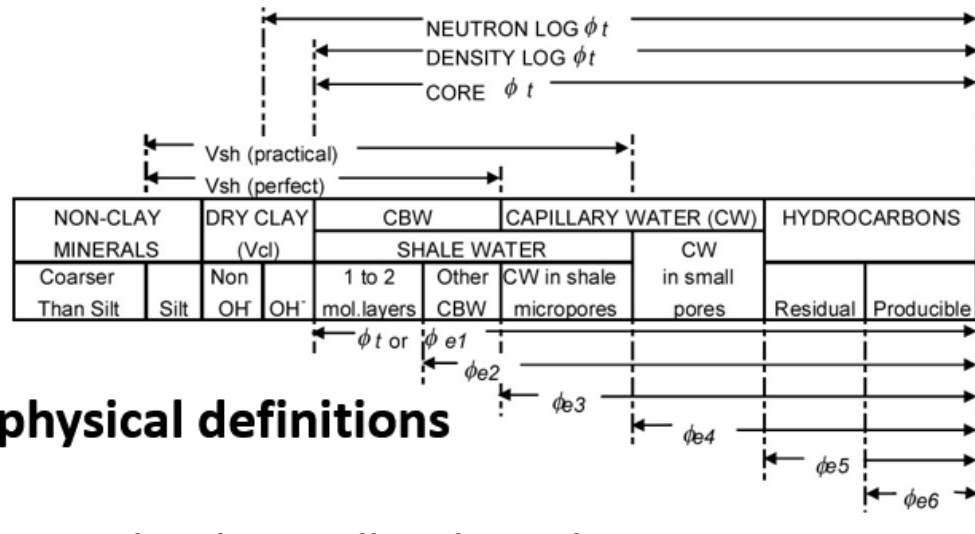 NEUTRON LOG ϕt
DENSITY LOG ϕt
CORE ϕ t
Vsh (practical)
Vsh (perfect)
NON-CLAY MINERALS
DRY CLAY (Vcl)
CBW
CAPILLARY WATER (CW)
HYDROCARBONS
SHALE WATER
CW in small pores
Coarser Than Silt
Silt
Non OH⁻
OH⁻
1 to 2 mol.layers
Other CBW
CW in shale micropores
Residual
Producible
ϕ t or ϕ e1
ϕe2
ϕe3
physical definitions
ϕe4
ϕe5
ϕe6